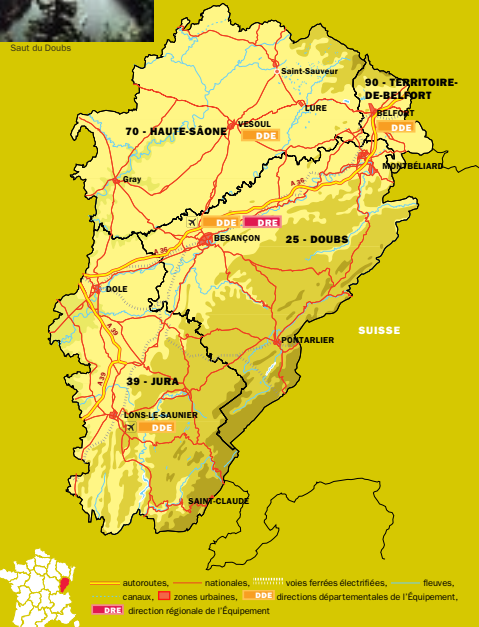 Saut du Doubs
Saint-Sauveur
90 - TERRITOIRE-
DE-BELFORT
LURE
BELFORT
70 - HAUTE-SAÔNE
VESOUL
DDE
DDE
MONTBÉLIARD
Gray
A 36
DDE
DRE
BESANÇON
25 - DOUBS
A 36
DOLE
A 39
SUISSE
PONTARLIER
A 39
39 - JURA
LONS-LE-SAUNIER
DDE
SAINT-CLAUDE
autoroutes, nationales, voies ferrées électrifiées, fleuves,
canaux, zones urbaines, DDE directions départementales de l'Équipement,
DRE direction régionale de l'Équipement